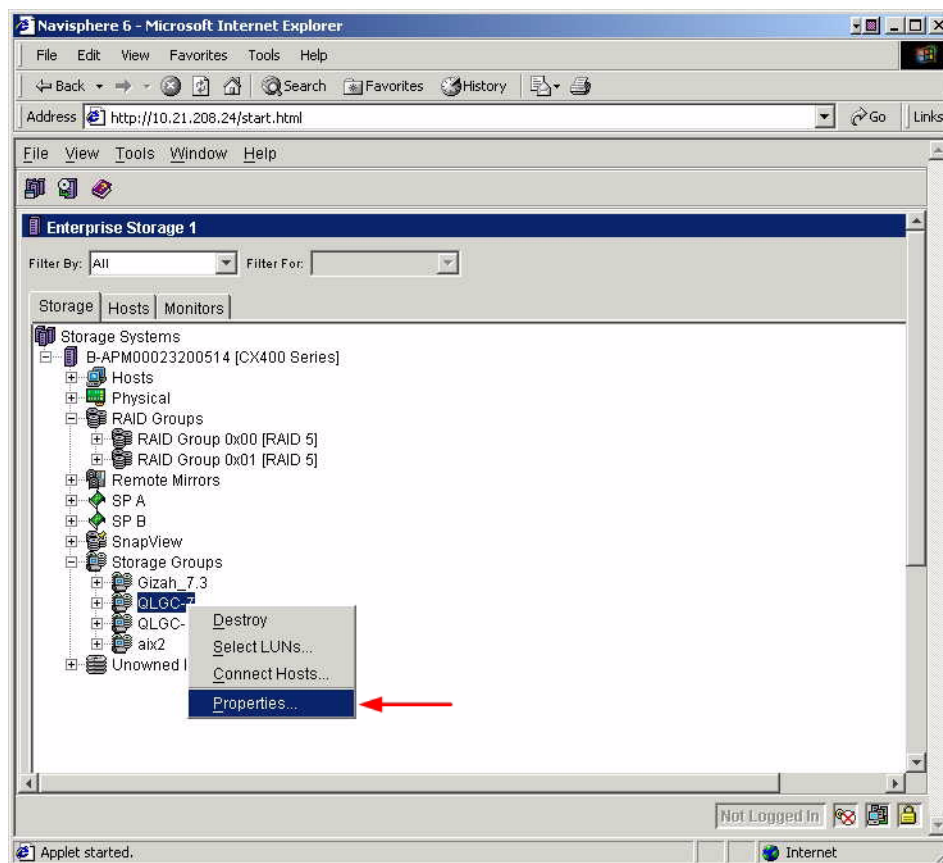 Navisphere 6 - Microsoft Internet Explorer
File Edit View Favorites Tools Help
Back Search Favorites History
Address http://10.21.208.24/start.html Go Links
File View Tools Window Help
Enterprise Storage 1
Filter By: All Filter For:
Storage Hosts Monitors
Storage Systems
B-APM00023200514 [CX400 Series]
Hosts
Physical
RAID Groups
RAID Group 0x00 [RAID 5]
RAID Group 0x01 [RAID 5]
Remote Mirrors
SP A
SP B
SnapView
Storage Groups
Gizah_7.3
QLGC-7
QLGC-
aix2
Unowned
Destroy
Select LUNs...
Connect Hosts...
Properties...
Not Logged In
Applet started. Internet